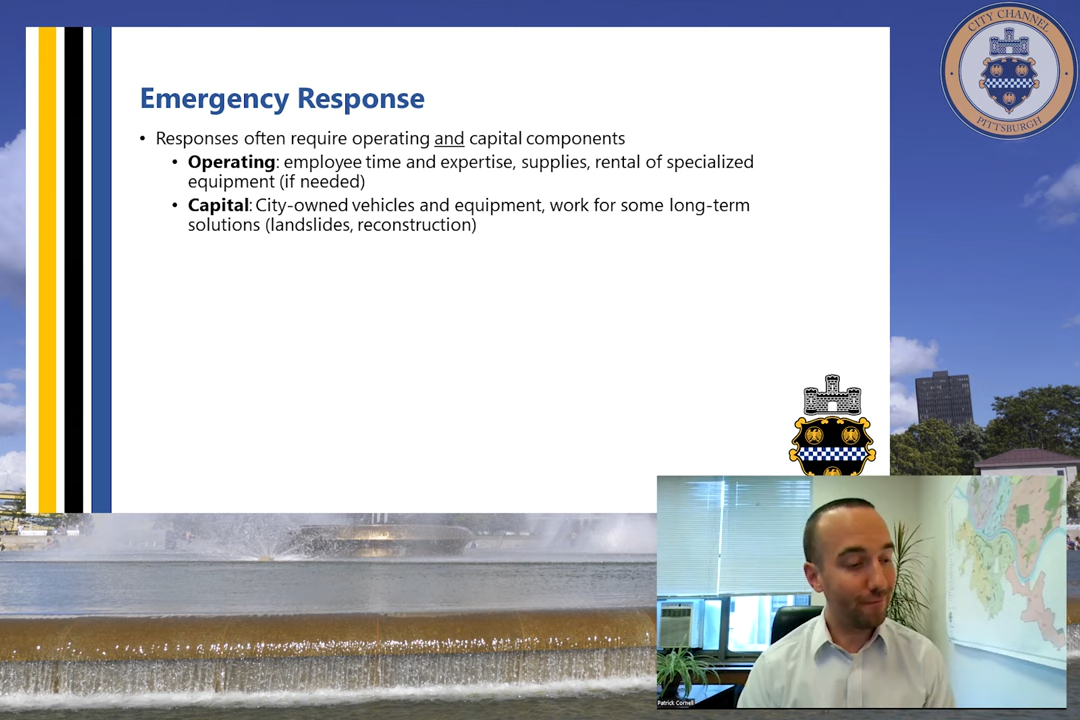 CITY CHANNEL
PITTSBURGH
Emergency Response
• Responses often require operating and capital components
• Operating: employee time and expertise, supplies, rental of specialized
equipment (if needed)
• Capital: City-owned vehicles and equipment, work for some long-term
solutions (landslides, reconstruction)
Patrick Cornell